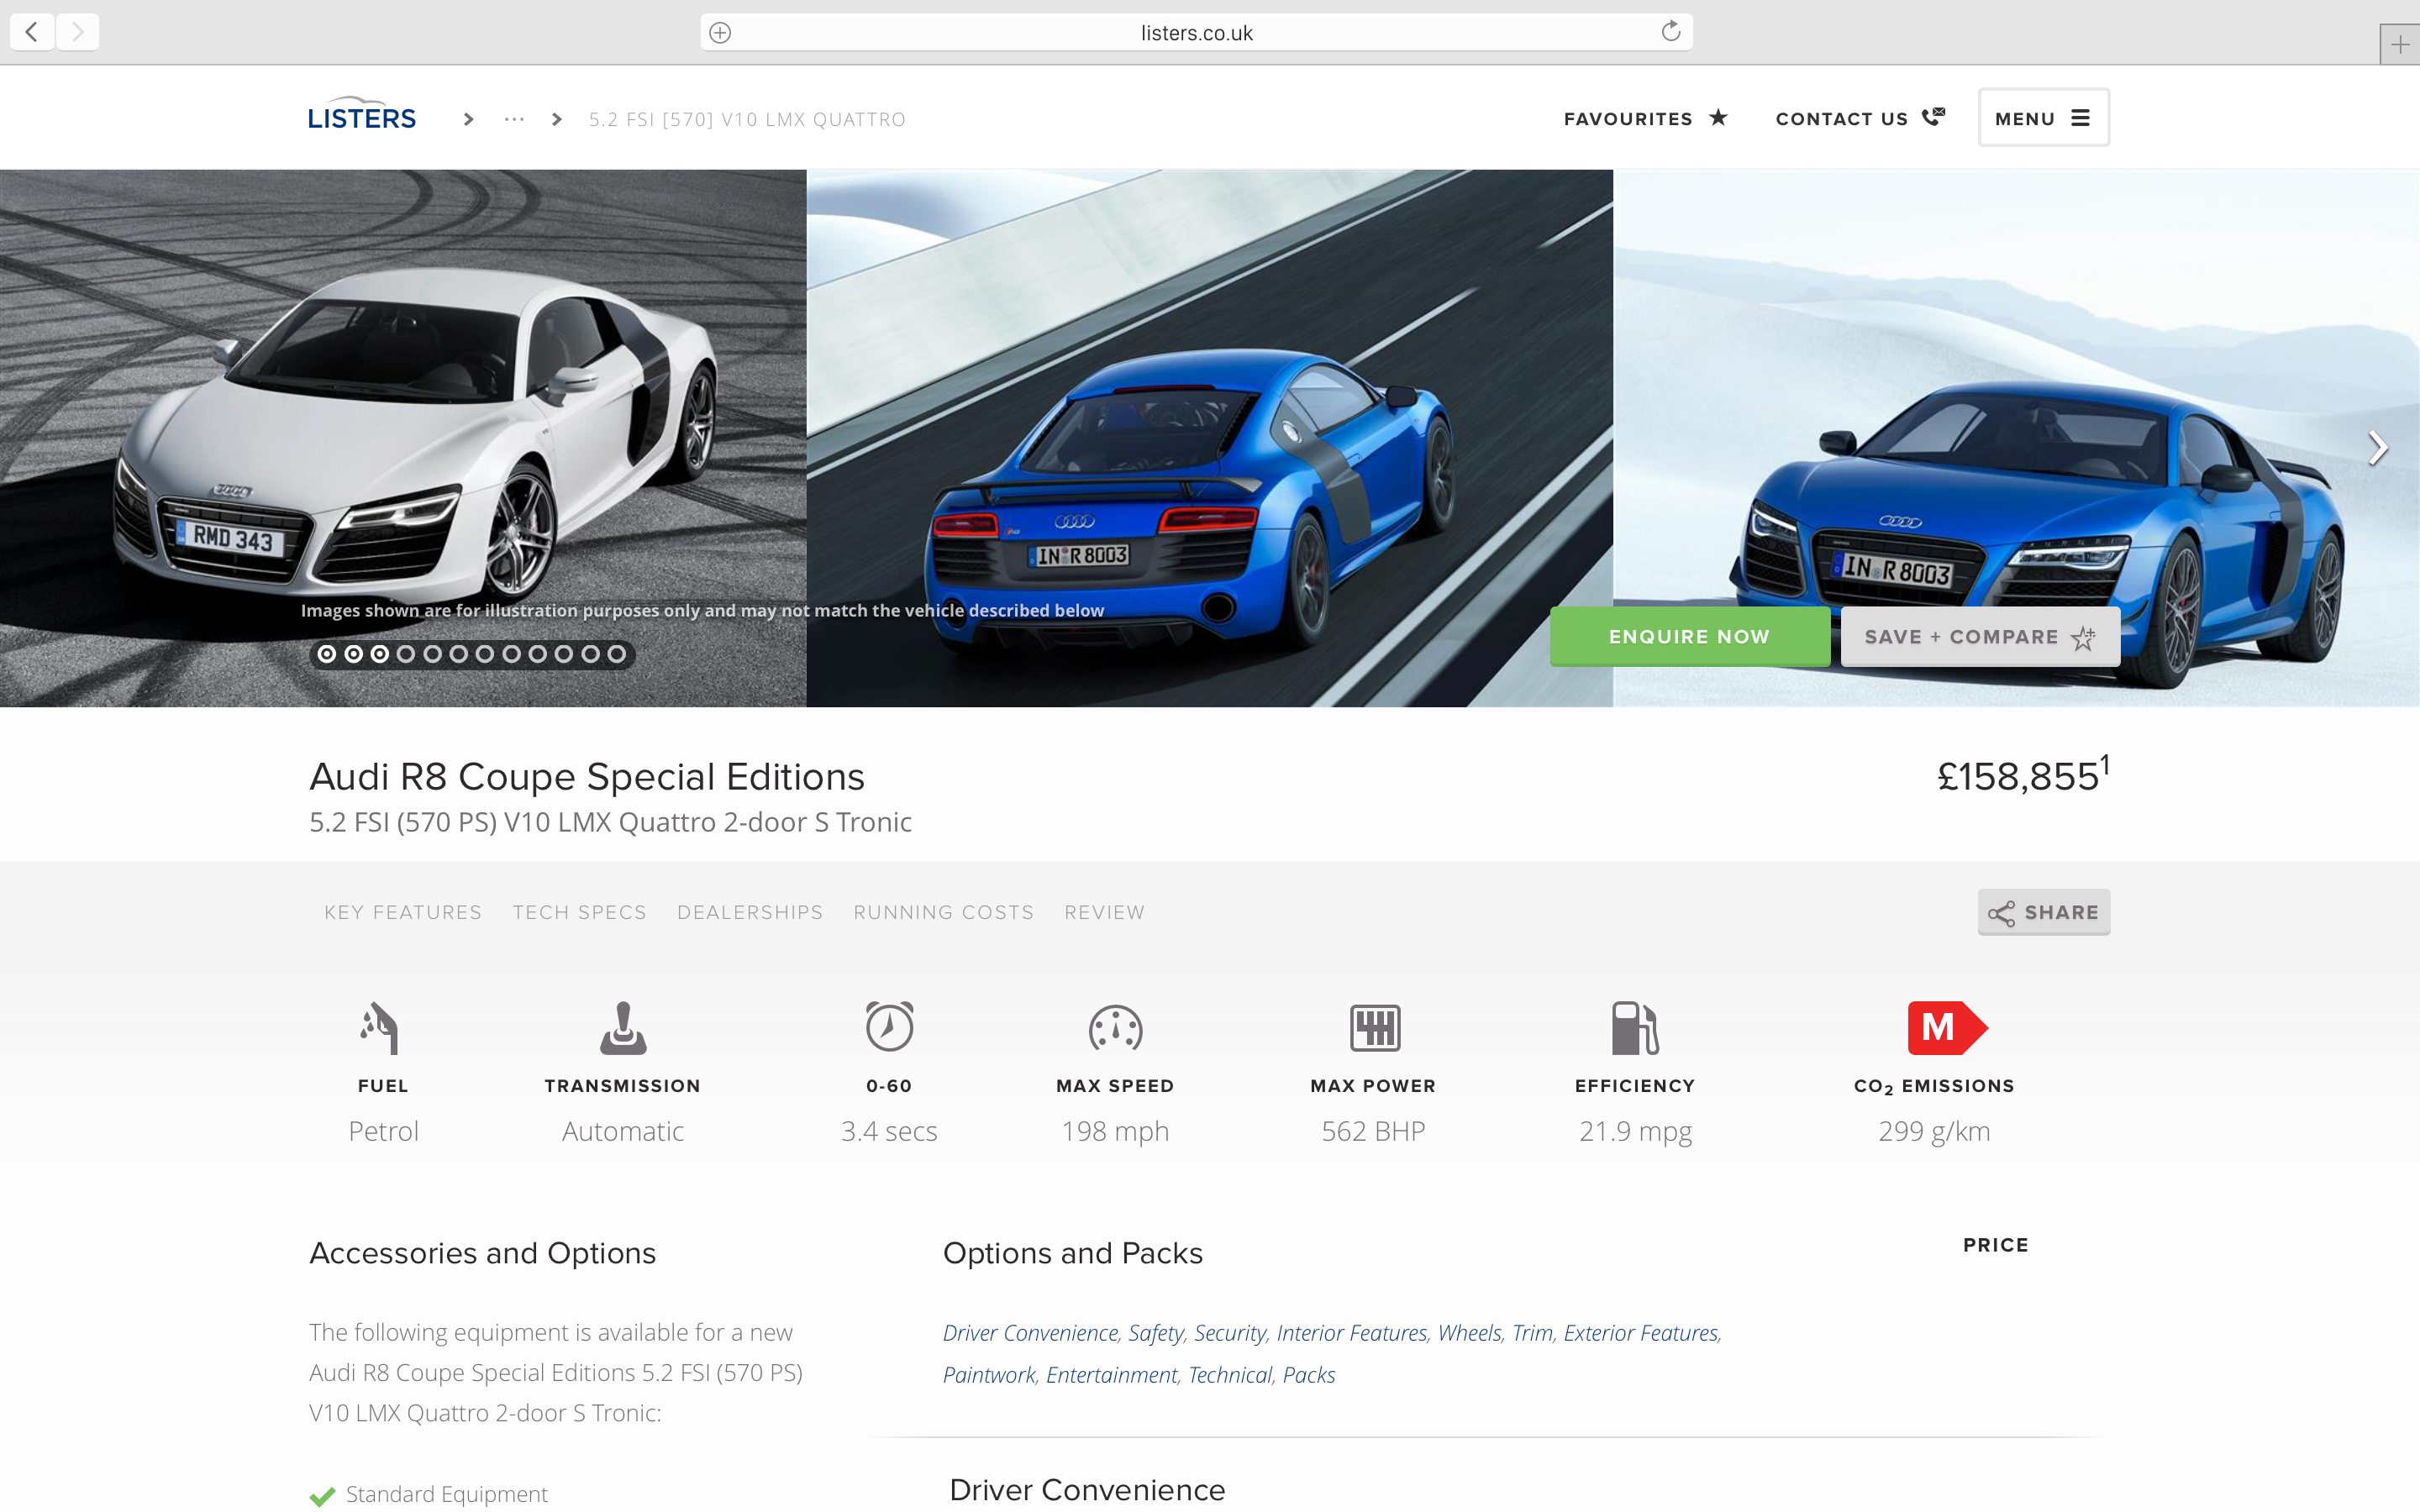 listers.co.uk
LISTERS
5.2 FSI [570] V10 LMX QUATTRO
FAVOURITES
CONTACT US
MENU
RMD 343
IN R 8003
IN R 8003
Images shown are for illustration purposes only and may not match the vehicle described below
ENQUIRE NOW
SAVE + COMPARE
Audi R8 Coupe Special Editions
£158,855¹
5.2 FSI (570 PS) V10 LMX Quattro 2-door S Tronic
KEY FEATURES
TECH SPECS
DEALERSHIPS
RUNNING COSTS
REVIEW
SHARE
M
FUEL
TRANSMISSION
0-60
MAX SPEED
MAX POWER
EFFICIENCY
CO₂ EMISSIONS
Petrol
Automatic
3.4 secs
198 mph
562 BHP
21.9 mpg
299 g/km
Accessories and Options
The following equipment is available for a new
Audi R8 Coupe Special Editions 5.2 FSI (570 PS)
V10 LMX Quattro 2-door S Tronic:
Standard Equipment
Options and Packs
PRICE
Driver Convenience, Safety, Security, Interior Features, Wheels, Trim, Exterior Features,
Paintwork, Entertainment, Technical, Packs
Driver Convenience